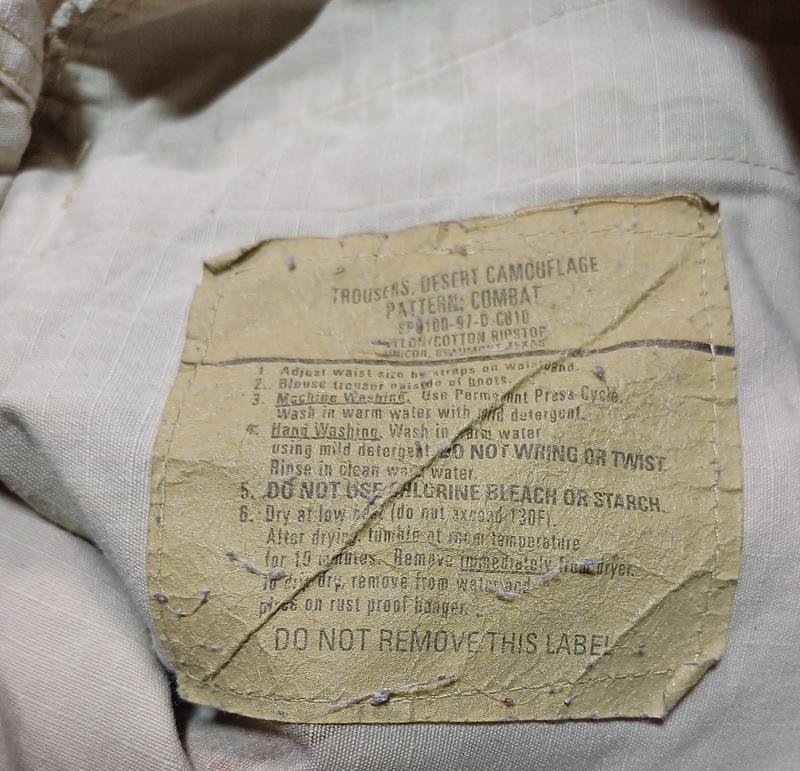 TROUSERS, DESERT CAMOUFLAGE
PATTERN: COMBAT
SP0100-97-D-C810
NYLON/COTTON RIPSTOP
UNICOR, BEAUMONT, TEXAS
1. Adjust waist size by straps on waistband.
2. Blouse trouser outside of boots.
3. Machine Washing. Use Permanent Press Cycle,
Wash in warm water with mild detergent.
4. Hand Washing. Wash in warm water
using mild detergent DO NOT WRING OR TWIST.
Rinse in clean warm water.
5. DO NOT USE CHLORINE BLEACH OR STARCH.
6. Dry at low heat (do not exceed 130F).
After drying, tumble at room temperature
for 10 minutes. Remove immediately from dryer.
To drip dry, remove from water and
place on rust proof hanger.
DO NOT REMOVE THIS LABEL